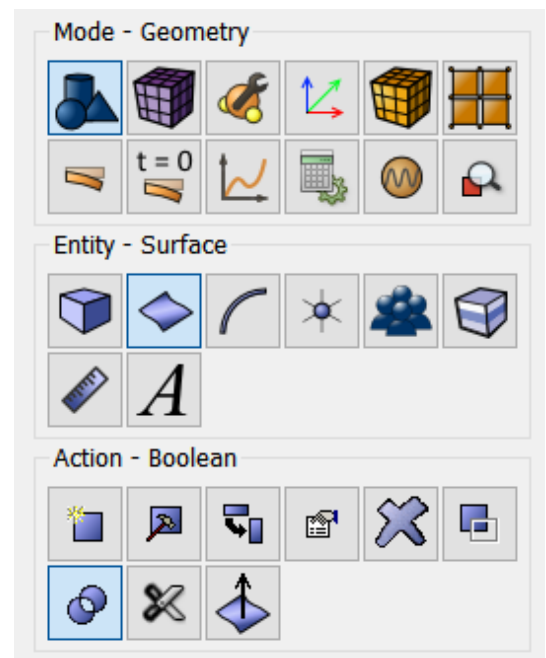 Mode - Geometry
t = 0
Entity - Surface
A
Action - Boolean